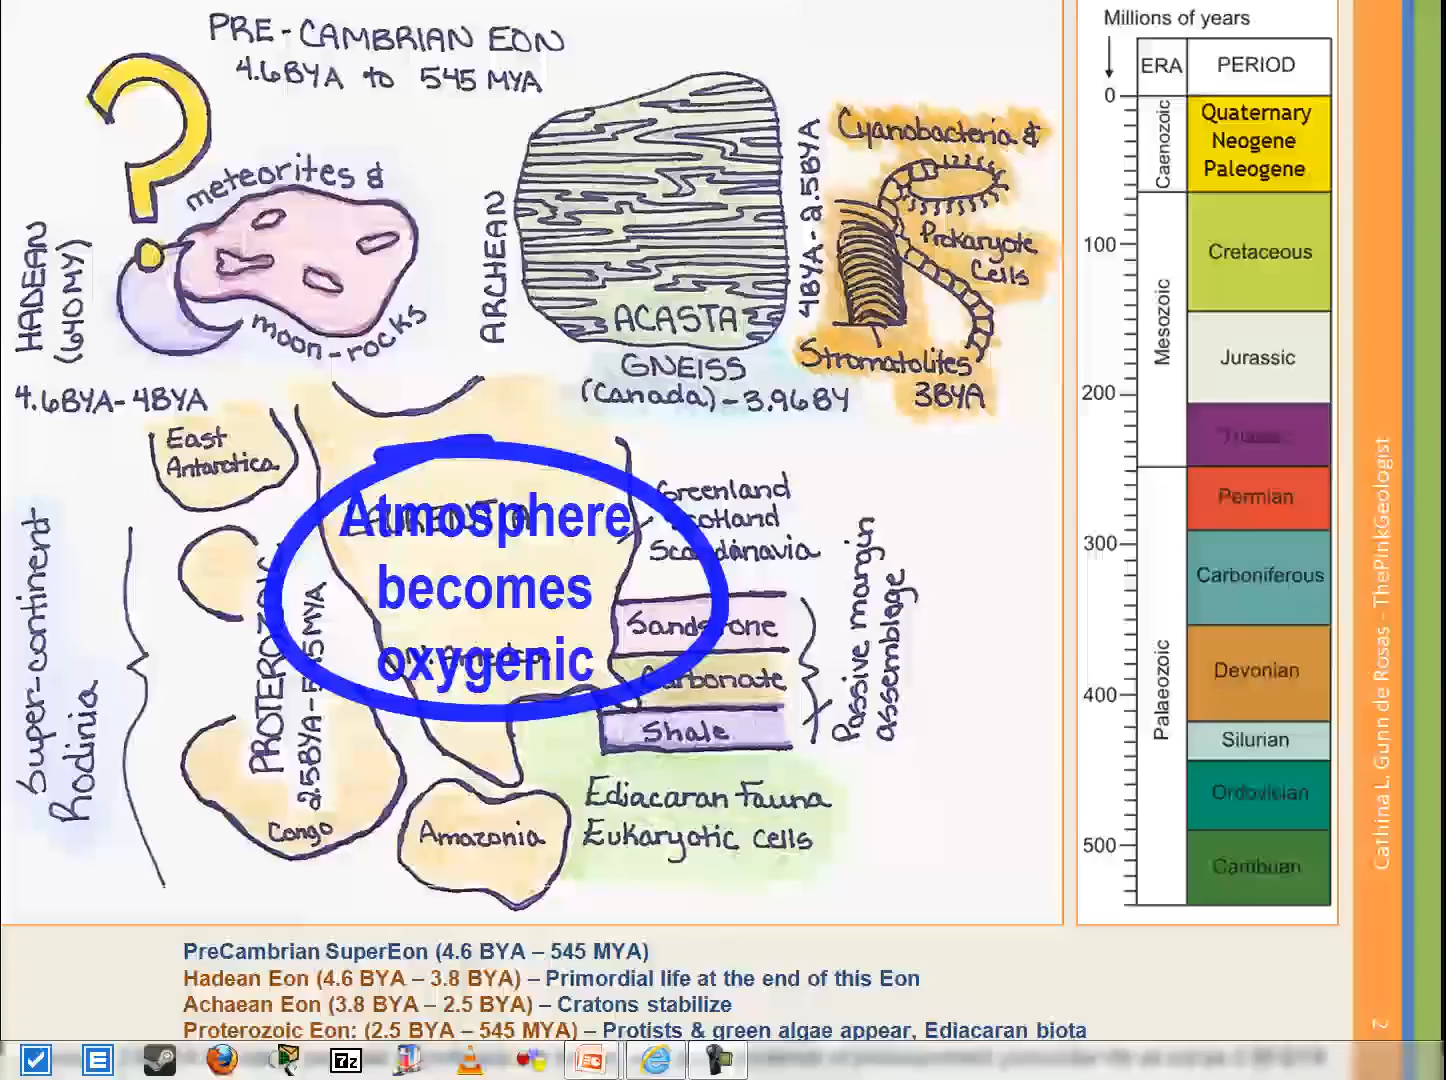 PRE-CAMBRIAN EON
4.6BYA to 545 MYA
meteorites &
moon-rocks
HADEAN
(640MY)
4.6BYA-4BYA
ARCHEAN
ACASTA
GNEISS
(Canada)-3.96BY
4BYA-2.5BYA
Cyanobacteria &
Prokaryote
Cells
Stromatolites
3BYA
East
Antarctica
Super-continent
Rodinia
PROTEROZOIC
Atmosphere
becomes
oxygenic
Greenland
Scotland
Scandinavia
Sandstone
Carbonate
Shale
Passive margin
assemblage
Congo
Amazonia
Ediacaran Fauna
Eukaryotic cells
Millions of years
ERA PERIOD
0
100
200
300
400
500
Caenozoic
Mesozoic
Palaeozoic
Quaternary
Neogene
Paleogene
Cretaceous
Jurassic
Triassic
Permian
Carboniferous
Devonian
Silurian
Ordovician
Cambrian
Cathina L. Gunn de Rosas - ThePinkGeologist
2
PreCambrian SuperEon (4.6 BYA – 545 MYA)
Hadean Eon (4.6 BYA – 3.8 BYA) – Primordial life at the end of this Eon
Achaean Eon (3.8 BYA – 2.5 BYA) – Cratons stabilize
Proterozoic Eon: (2.5 BYA – 545 MYA) – Protists & green algae appear, Ediacaran biota
7z